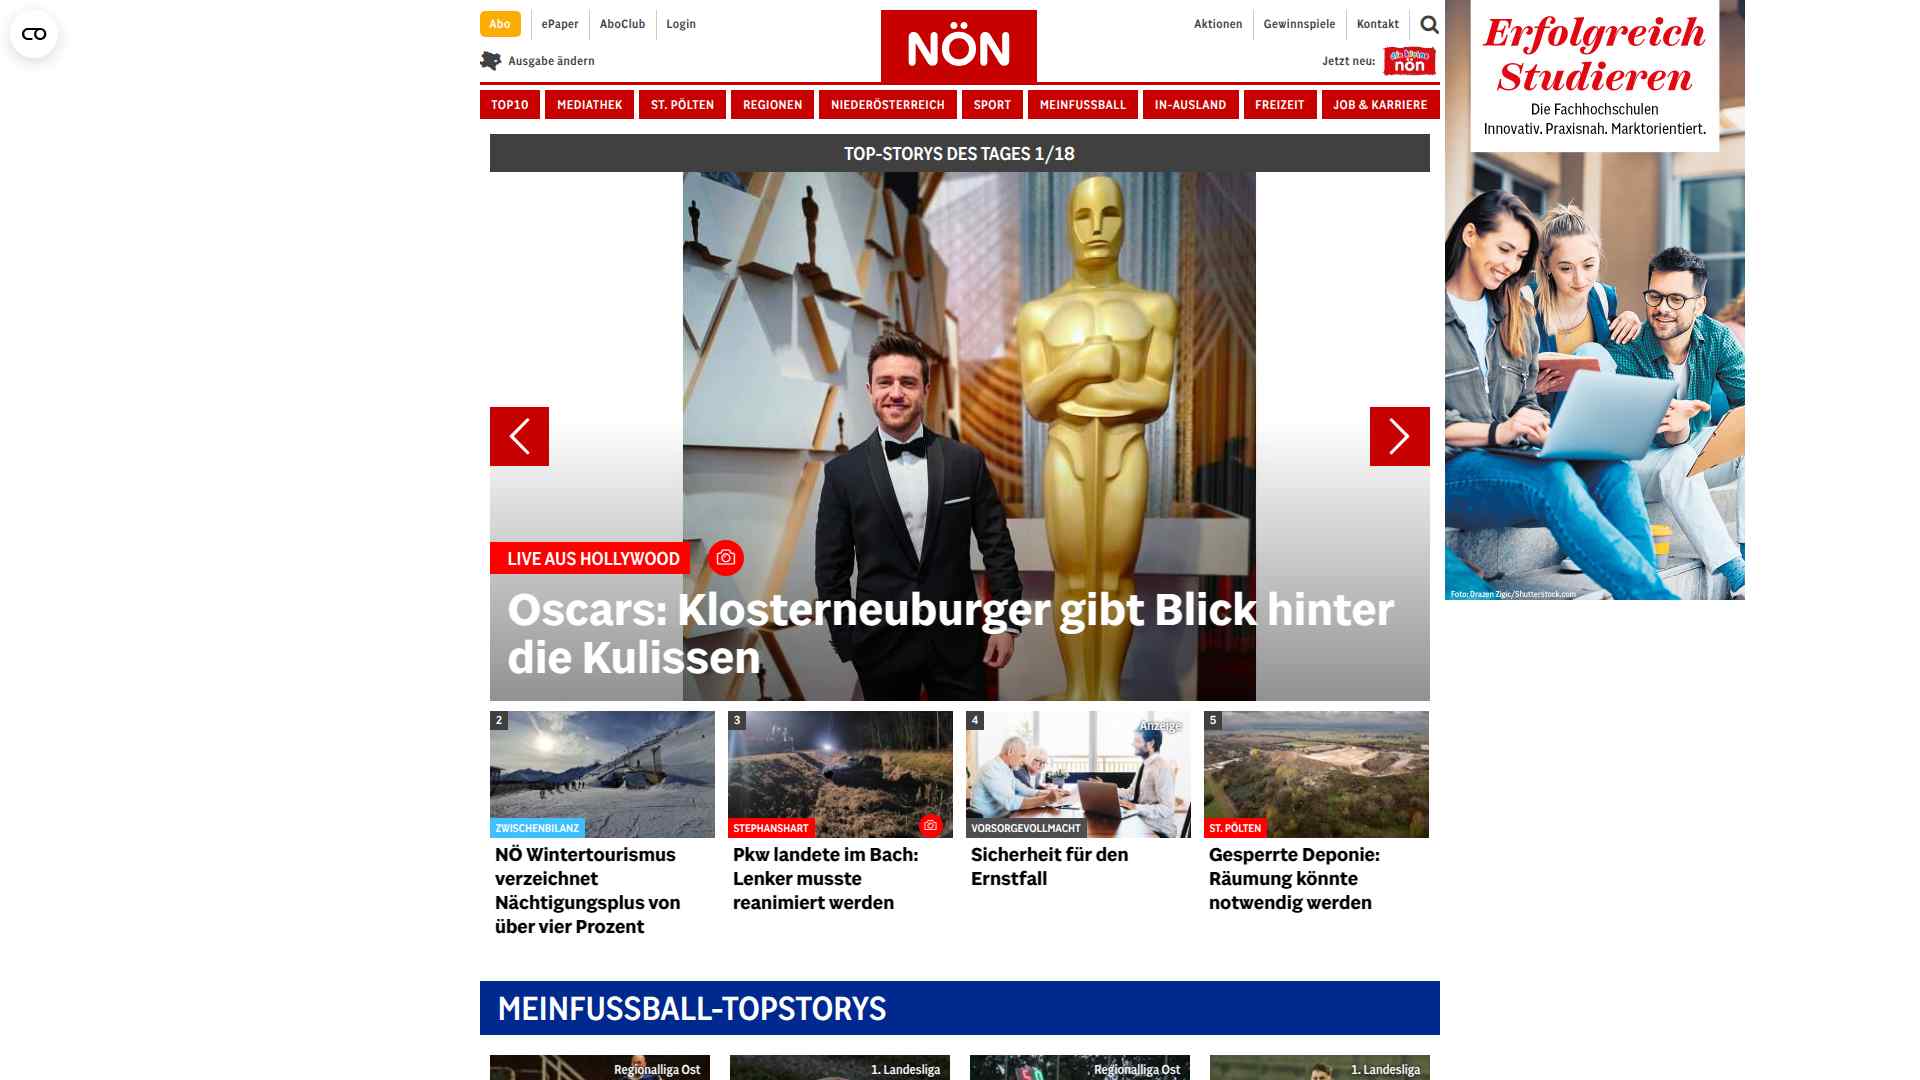 Abo
ePaper
AboClub
Login
NÖN
Aktionen
Gewinnspiele
Kontakt
Ausgabe ändern
Jetzt neu:
die kleine
nön
TOP10
MEDIATHEK
ST. PÖLTEN
REGIONEN
NIEDERÖSTERREICH
SPORT
MEINFUSSBALL
IN-AUSLAND
FREIZEIT
JOB & KARRIERE
Erfolgreich
Studieren
Die Fachhochschulen
Innovativ. Praxisnah. Marktorientiert.
Foto: Drazen Zigic/Shutterstock.com
TOP-STORYS DES TAGES 1/18
LIVE AUS HOLLYWOOD
Oscars: Klosterneuburger gibt Blick hinter
die Kulissen
2
ZWISCHENBILANZ
NÖ Wintertourismus
verzeichnet
Nächtigungsplus von
über vier Prozent
3
STEPHANSHART
Pkw landete im Bach:
Lenker musste
reanimiert werden
4
Anzeige
VORSORGEVOLLMACHT
Sicherheit für den
Ernstfall
5
ST. PÖLTEN
Gesperrte Deponie:
Räumung könnte
notwendig werden
MEINFUSSBALL-TOPSTORYS
Regionalliga Ost
1. Landesliga
Regionalliga Ost
1. Landesliga